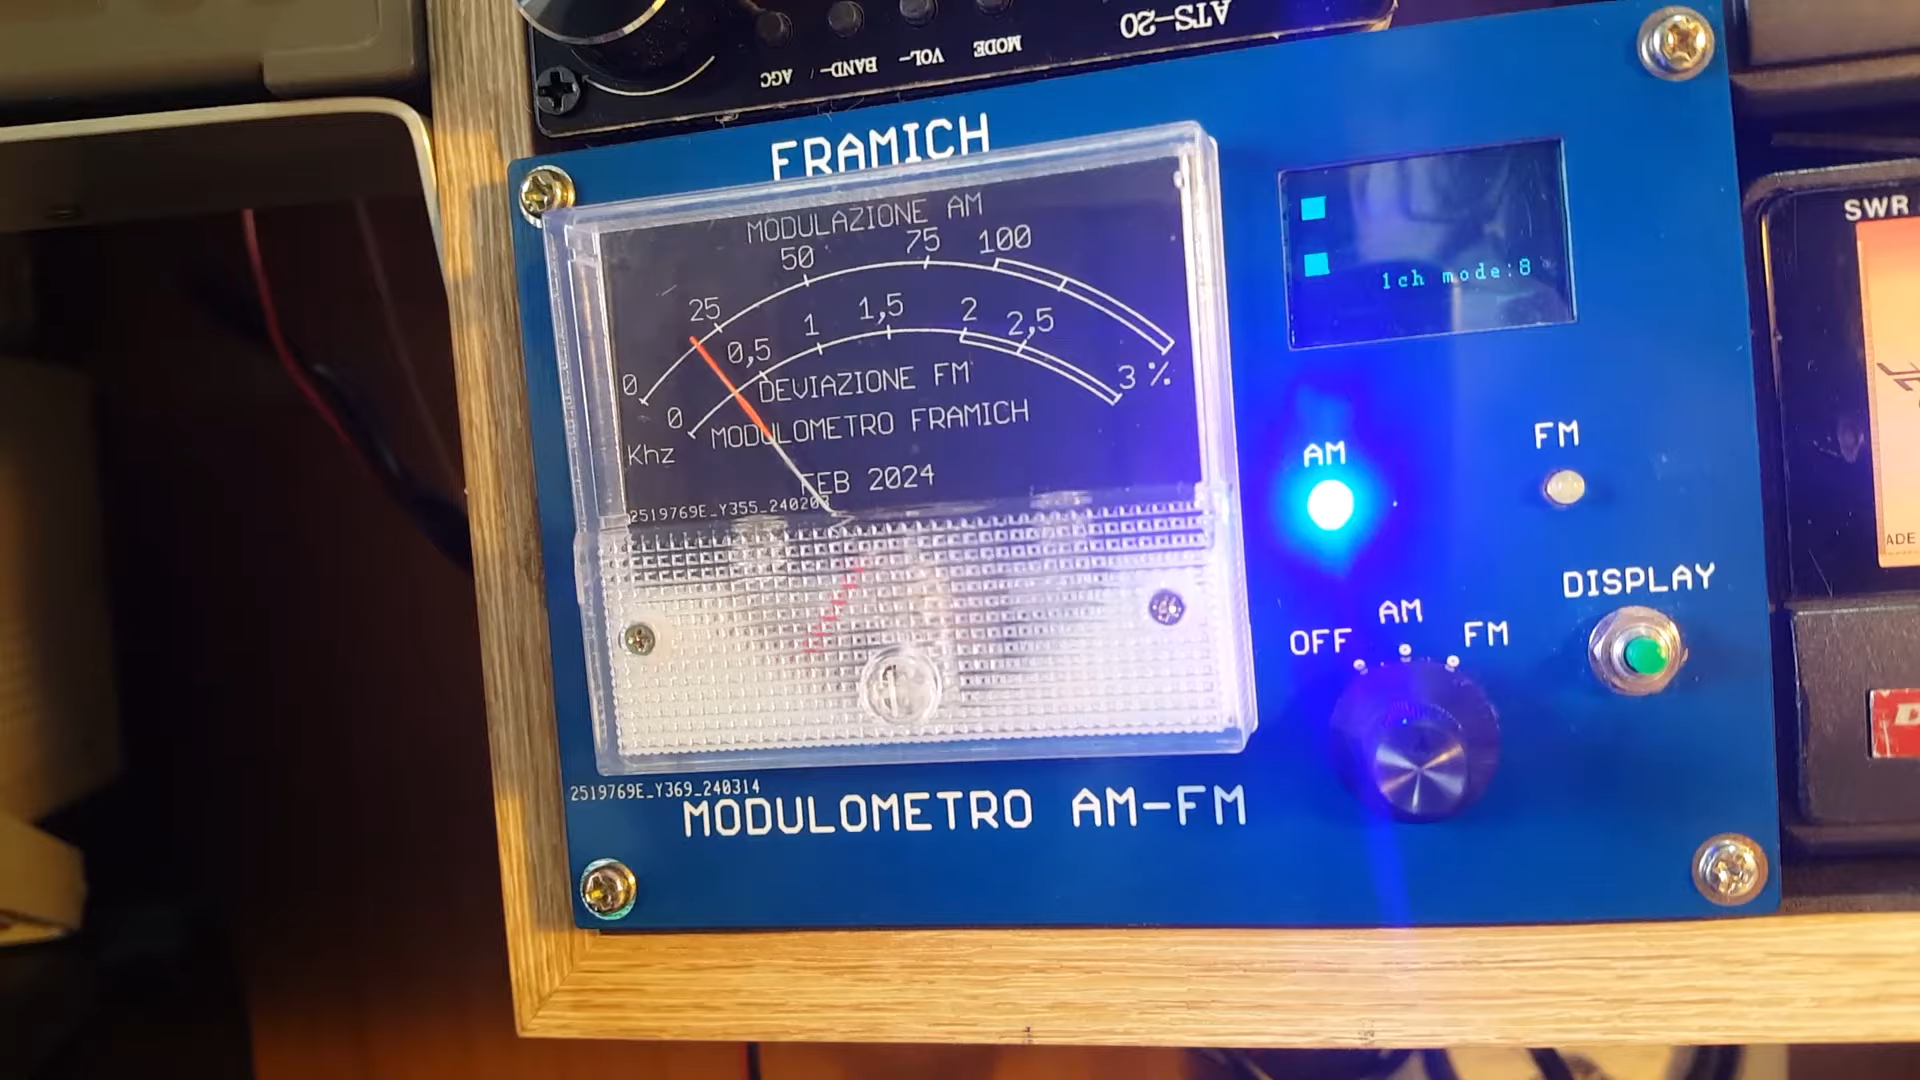 ATS-20
AGC BAND- VOL- MODE
FRAMICH
MODULAZIONE AM
0 25 50 75 100
%
0 0,5 1 1,5 2 2,5 3
Khz
DEVIAZIONE FM
MODULOMETRO FRAMICH
FEB 2024
2519769E_Y355_24020
1ch mode:8
AM
FM
DISPLAY
OFF AM FM
2519769E_Y369_240314
MODULOMETRO AM-FM
SWR
ADE